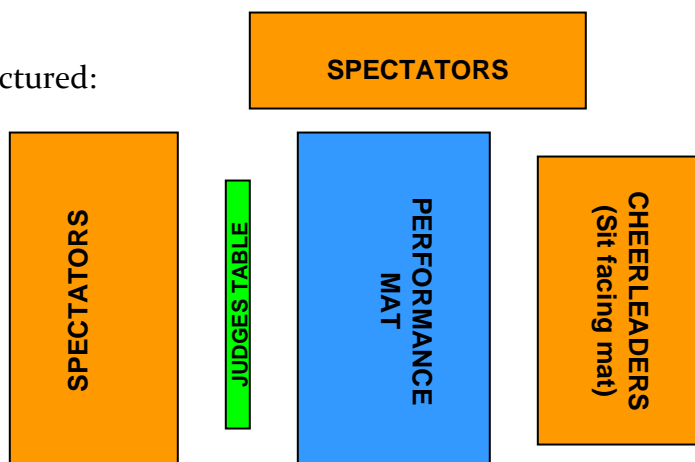 ctured:
SPECTATORS
SPECTATORS
JUDGES TABLE
PERFORMANCE
MAT
CHEERLEADERS
(Sit facing mat)